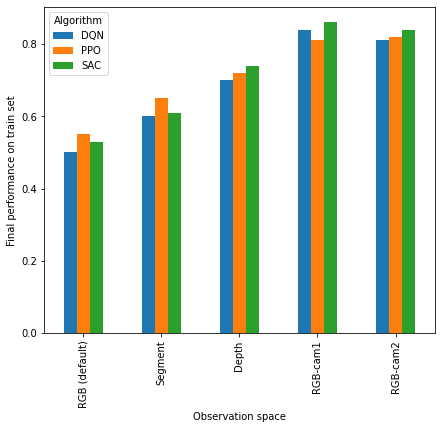 Algorithm
DQN
PPO
SAC
Final performance on train set
0.8
0.6
0.4
0.2
0.0
RGB (default)
Segment
Depth
RGB-cam1
RGB-cam2
Observation space